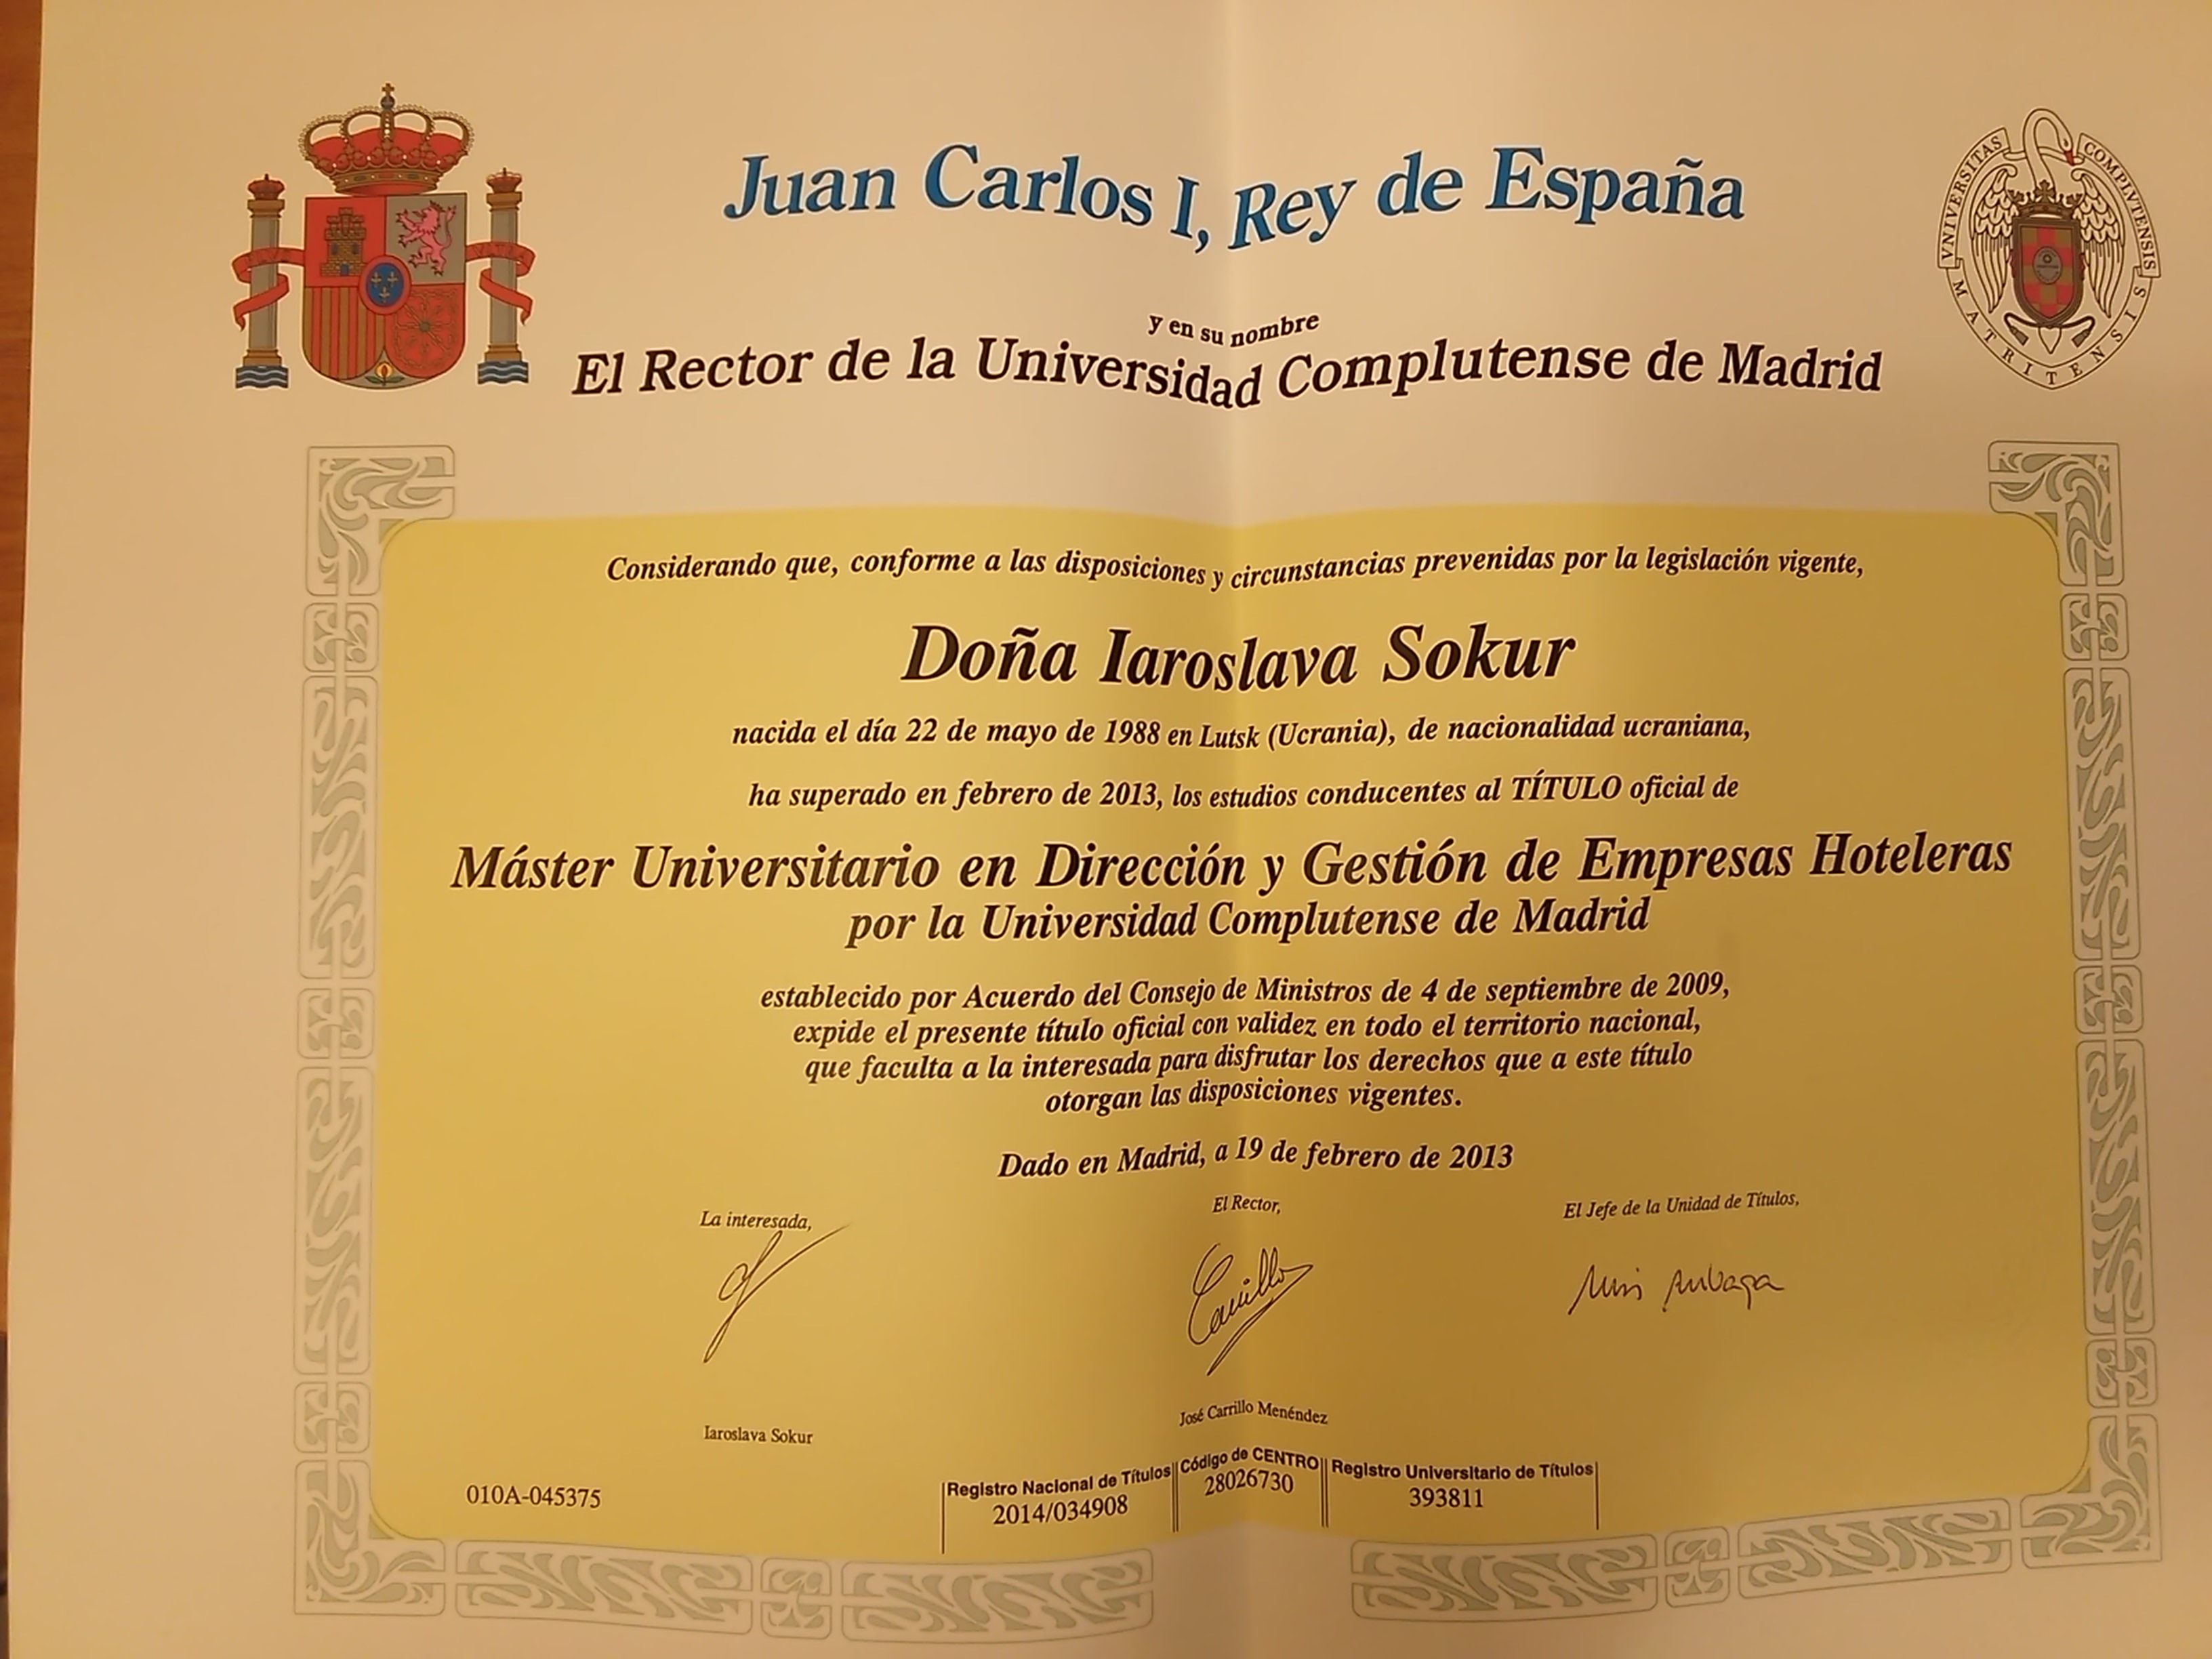 Juan Carlos I, Rey de España
UNIVERSITAS COMPLVTENSIS
MATRITENSIS
y en su nombre
El Rector de la Universidad Complutense de Madrid
Considerando que, conforme a las disposiciones y circunstancias prevenidas por la legislación vigente,
Doña Iaroslava Sokur
nacida el día 22 de mayo de 1988 en Lutsk (Ucrania), de nacionalidad ucraniana,
ha superado en febrero de 2013, los estudios conducentes al TÍTULO oficial de
Máster Universitario en Dirección y Gestión de Empresas Hoteleras
por la Universidad Complutense de Madrid
establecido por Acuerdo del Consejo de Ministros de 4 de septiembre de 2009,
expide el presente título oficial con validez en todo el territorio nacional,
que faculta a la interesada para disfrutar los derechos que a este título
otorgan las disposiciones vigentes.
Dado en Madrid, a 19 de febrero de 2013
La interesada,
El Rector,
El Jefe de la Unidad de Títulos,
Carrillo
Iaroslava Sokur
José Carrillo Menéndez
010A-045375
Registro Nacional de Títulos
2014/034908
Código de CENTRO
28026730
Registro Universitario de Títulos
393811